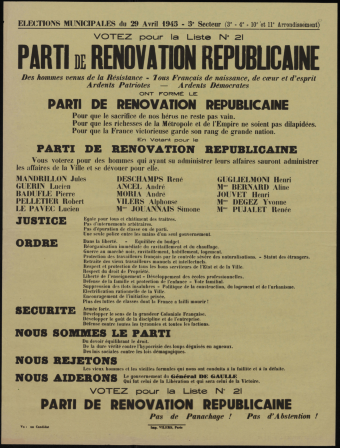 ELECTIONS MUNICIPALES du 29 Avril 1945 - 3e Secteur (3e - 4e - 10e et 11e Arrondissement)
VOTEZ pour la Liste N° 21
PARTI DE RENOVATION REPUBLICAINE
Des hommes venus de la Résistance - Tous Français de naissance, de cœur et d'esprit
Ardents Patriotes — Ardents Démocrates
ONT FORMÉ LE
PARTI DE RENOVATION REPUBLICAINE
Pour que le sacrifice de nos héros ne reste pas vain.
Pour que les richesses de la Métropole et de l'Empire ne soient pas dilapidées.
Pour que la France victorieuse garde son rang de grande nation.
En Votant pour le
PARTI DE RENOVATION REPUBLICAINE
Vous voterez pour des hommes qui ayant su administrer leurs affaires sauront administrer
les affaires de la Ville et se dévouer pour elle.
MANDRILLON Jules DESCHAMPS René GUGLIELMONI Henri
GUERIN Lucien ANCEL André Mme BERNARD Aline
BADUELE Pierre MORIA André JOUVET Henri
PELLETIER Robert VILERS Alphonse Mme DEGEZ Yvonne
LE PAVEC Lucien Mme JOUANNAIS Simone Mme PUJALET Renée
JUSTICE
Egale pour tous et châtiment des traîtres.
Pas d'internements arbitraires.
Pas d'épuration de classe ou de parti.
Une seule police entre les mains d'un seul gouvernement.
ORDRE
Dans la liberté. - Equilibre du budget
Réorganisation immédiate du ravitaillement et du chauffage.
Guerre au marché noir, ravitaillement, habillement, essence.
Protection des travailleurs français par le contrôle sévère des naturalisations. - Statut des étrangers.
Retraite des vieux travailleurs manuels et intellectuels.
Respect et protection de tous les bons serviteurs de l'Etat et de la Ville.
Respect du droit de Propriété.
Liberté de l'enseignement - Développement des écoles professionnelles.
Défense de la famille et protection de l'enfance - Vote familial.
Suppression des îlots insalubres - Politique de la construction, du logement et de l'urbanisme.
Electrification rationnelle de la Ville
Encouragement de l'initiative privée.
Plus des luttes de classes dont la France a failli mourir !
SECURITE
Armée forte.
Développer le sens de la grandeur Coloniale Française.
Développer le goût de la discipline et de l'entreprise
Défense contre toutes les tyrannies et toutes les factions.
NOUS SOMMES LE PARTI
Du devoir équilibrant le droit.
De la dure vérité contre l'hypocrisie des loups déguisés en agneaux.
Des lois sociales contre les lois démagogiques.
NOUS REJETONS
Les vieux hommes et les vieilles formules qui nous ont conduits à la faillite et à la défaite.
NOUS AIDERONS
Le gouvernement du Général DE GAULLE
Qui fut celui de la Libération et qui sera celui de la Victoire.
VOTEZ pour la Liste N° 21
PARTI DE RENOVATION REPUBLICAINE
Pas de Panachage ! Pas d'Abstention !
Vu : un Candidat
Paris